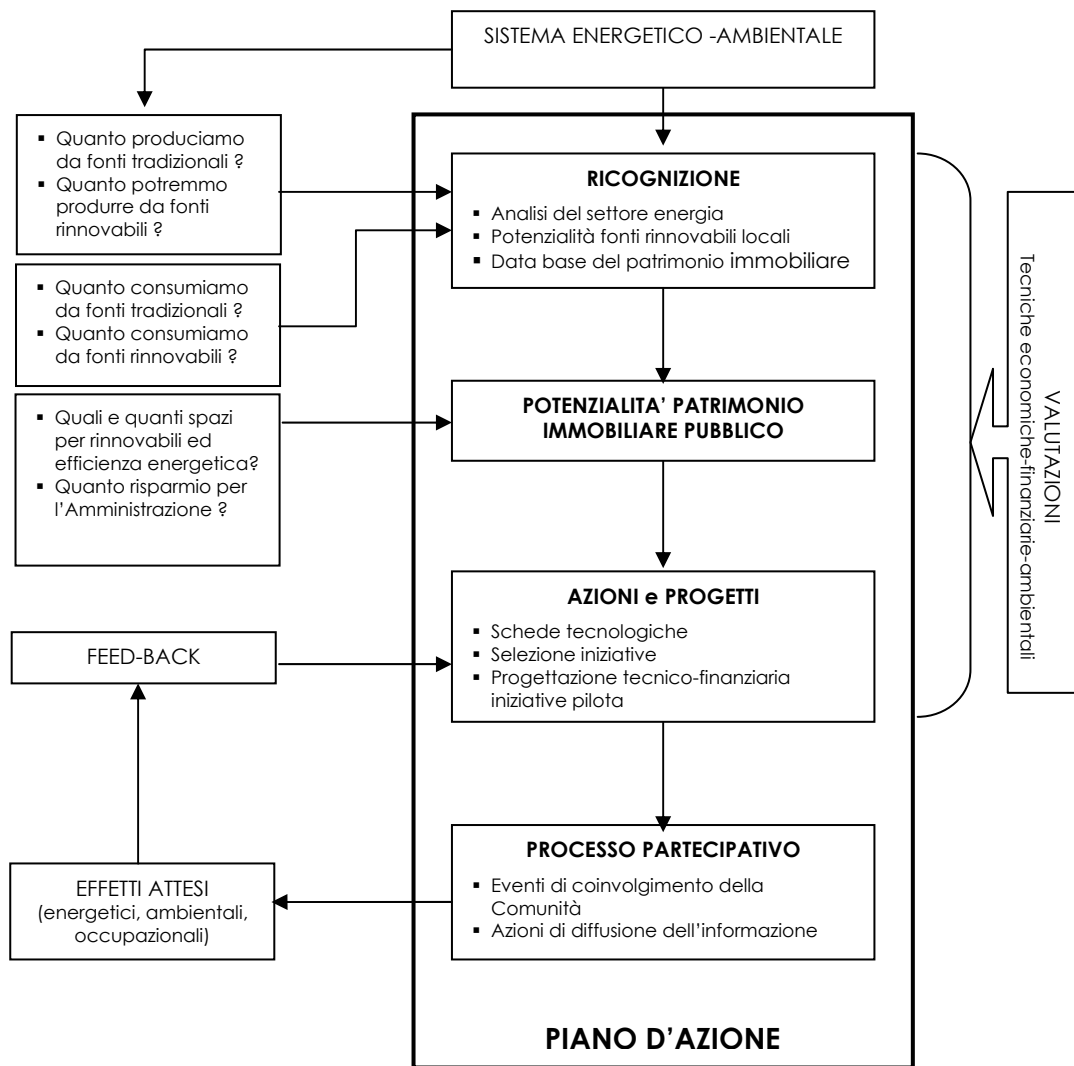 SISTEMA ENERGETICO -AMBIENTALE
▪ Quanto produciamo
da fonti tradizionali ?
▪ Quanto potremmo
produrre da fonti
rinnovabili ?
▪ Quanto consumiamo
da fonti tradizionali ?
▪ Quanto consumiamo
da fonti rinnovabili ?
▪ Quali e quanti spazi
per rinnovabili ed
efficienza energetica?
▪ Quanto risparmio per
l’Amministrazione ?
FEED-BACK
EFFETTI ATTESI
(energetici, ambientali,
occupazionali)
RICOGNIZIONE
▪ Analisi del settore energia
▪ Potenzialità fonti rinnovabili locali
▪ Data base del patrimonio immobiliare
POTENZIALITA’ PATRIMONIO
IMMOBILIARE PUBBLICO
AZIONI e PROGETTI
▪ Schede tecnologiche
▪ Selezione iniziative
▪ Progettazione tecnico-finanziaria
iniziative pilota
PROCESSO PARTECIPATIVO
▪ Eventi di coinvolgimento della
Comunità
▪ Azioni di diffusione dell’informazione
PIANO D’AZIONE
VALUTAZIONI
Tecniche economiche-finanziarie-ambientali